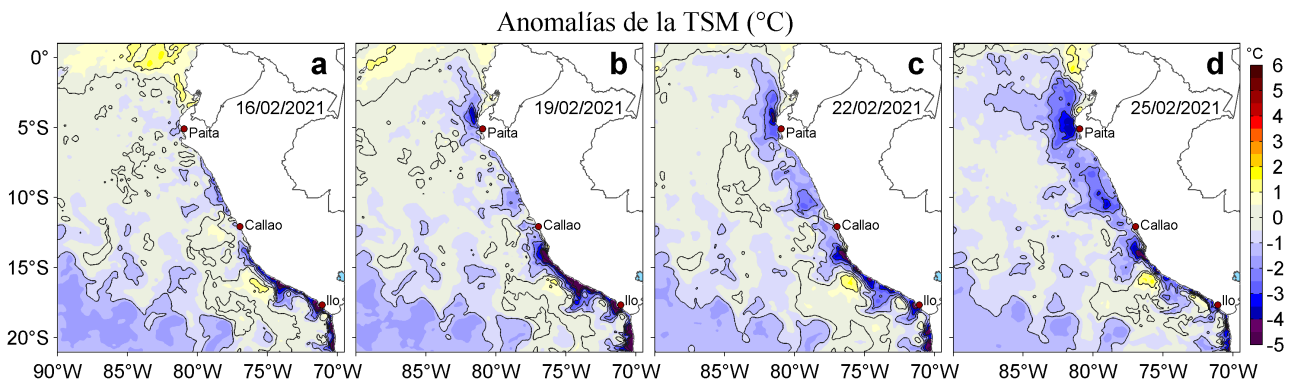 Anomalías de la TSM (°C)
a b c d
16/02/2021 19/02/2021 22/02/2021 25/02/2021
0°
5°S
10°S
15°S
20°S
Paita Paita Paita Paita
Callao Callao Callao Callao
Ilo Ilo Ilo Ilo
90°W 85°W 80°W 75°W 70°W 85°W 80°W 75°W 70°W 85°W 80°W 75°W 70°W 85°W 80°W 75°W 70°W
°C
6
5
4
3
2
1
0
-1
-2
-3
-4
-5